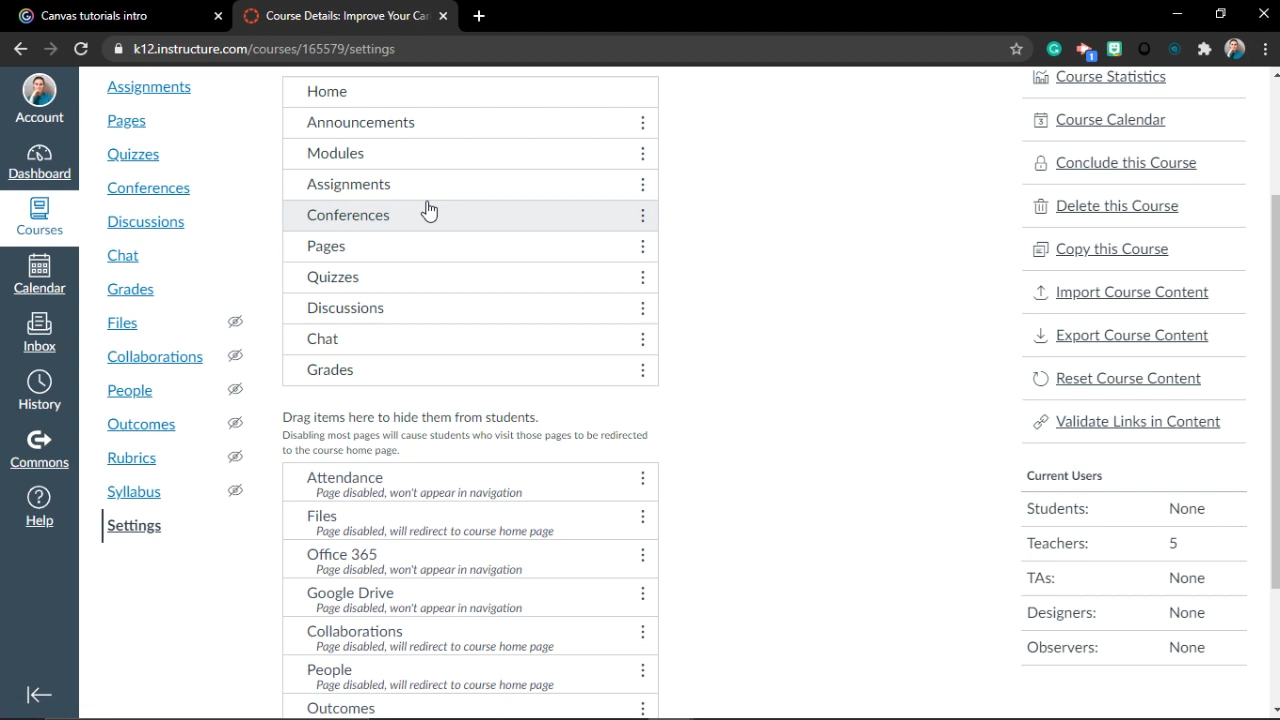 Canvas tutorials intro
Course Details: Improve Your Can
k12.instructure.com/courses/165579/settings
1
Account
Dashboard
Courses
Calendar
Inbox
History
Commons
Help
Assignments
Pages
Quizzes
Conferences
Discussions
Chat
Grades
Files
Collaborations
People
Outcomes
Rubrics
Syllabus
Settings
Home
Announcements
Modules
Assignments
Conferences
Pages
Quizzes
Discussions
Chat
Grades
Drag items here to hide them from students.
Disabling most pages will cause students who visit those pages to be redirected
to the course home page.
Attendance
Page disabled, won't appear in navigation
Files
Page disabled, will redirect to course home page
Office 365
Page disabled, won't appear in navigation
Google Drive
Page disabled, won't appear in navigation
Collaborations
Page disabled, will redirect to course home page
People
Page disabled, will redirect to course home page
Outcomes
Course Statistics
3 Course Calendar
Conclude this Course
Delete this Course
Copy this Course
Import Course Content
Export Course Content
Reset Course Content
Validate Links in Content
Current Users
Students: None
Teachers: 5
TAs: None
Designers: None
Observers: None